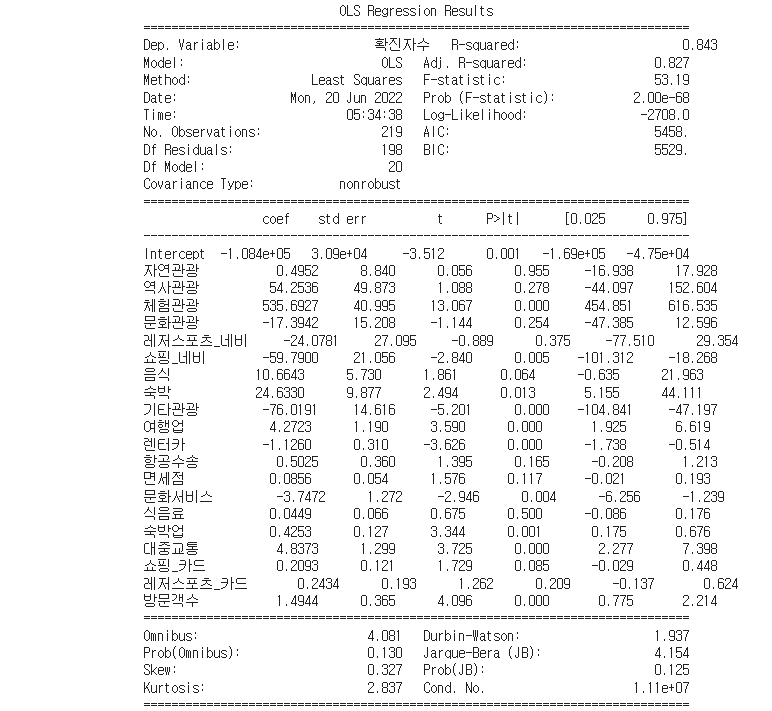 OLS Regression Results
==============================================================================
Dep. Variable: 확진자수 R-squared: 0.843
Model: OLS Adj. R-squared: 0.827
Method: Least Squares F-statistic: 53.19
Date: Mon, 20 Jun 2022 Prob (F-statistic): 2.00e-68
Time: 05:34:38 Log-Likelihood: -2708.0
No. Observations: 219 AIC: 5458.
Df Residuals: 198 BIC: 5529.
Df Model: 20
Covariance Type: nonrobust
==============================================================================
coef std err t P>|t| [0.025 0.975]
------------------------------------------------------------------------------
Intercept -1.084e+05 3.09e+04 -3.512 0.001 -1.69e+05 -4.75e+04
자연관광 0.4952 8.840 0.056 0.955 -16.938 17.928
역사관광 54.2536 49.873 1.088 0.278 -44.097 152.604
체험관광 535.6927 40.995 13.067 0.000 454.851 616.535
문화관광 -17.3942 15.208 -1.144 0.254 -47.385 12.596
레저스포츠_네비 -24.0781 27.095 -0.889 0.375 -77.510 29.354
쇼핑_네비 -59.7900 21.056 -2.840 0.005 -101.312 -18.268
음식 10.6643 5.730 1.861 0.064 -0.635 21.963
숙박 24.6330 9.877 2.494 0.013 5.155 44.111
기타관광 -76.0191 14.616 -5.201 0.000 -104.841 -47.197
여행업 4.2723 1.190 3.590 0.000 1.925 6.619
렌터카 -1.1260 0.310 -3.626 0.000 -1.738 -0.514
항공수송 0.5025 0.360 1.395 0.165 -0.208 1.213
면세점 0.0856 0.054 1.576 0.117 -0.021 0.193
문화서비스 -3.7472 1.272 -2.946 0.004 -6.256 -1.239
식음료 0.0449 0.066 0.675 0.500 -0.086 0.176
숙박업 0.4253 0.127 3.344 0.001 0.175 0.676
대중교통 4.8373 1.299 3.725 0.000 2.277 7.398
쇼핑_카드 0.2093 0.121 1.729 0.085 -0.029 0.448
레저스포츠_카드 0.2434 0.193 1.262 0.209 -0.137 0.624
방문객수 1.4944 0.365 4.096 0.000 0.775 2.214
==============================================================================
Omnibus: 4.081 Durbin-Watson: 1.937
Prob(Omnibus): 0.130 Jarque-Bera (JB): 4.154
Skew: 0.327 Prob(JB): 0.125
Kurtosis: 2.837 Cond. No. 1.11e+07
==============================================================================